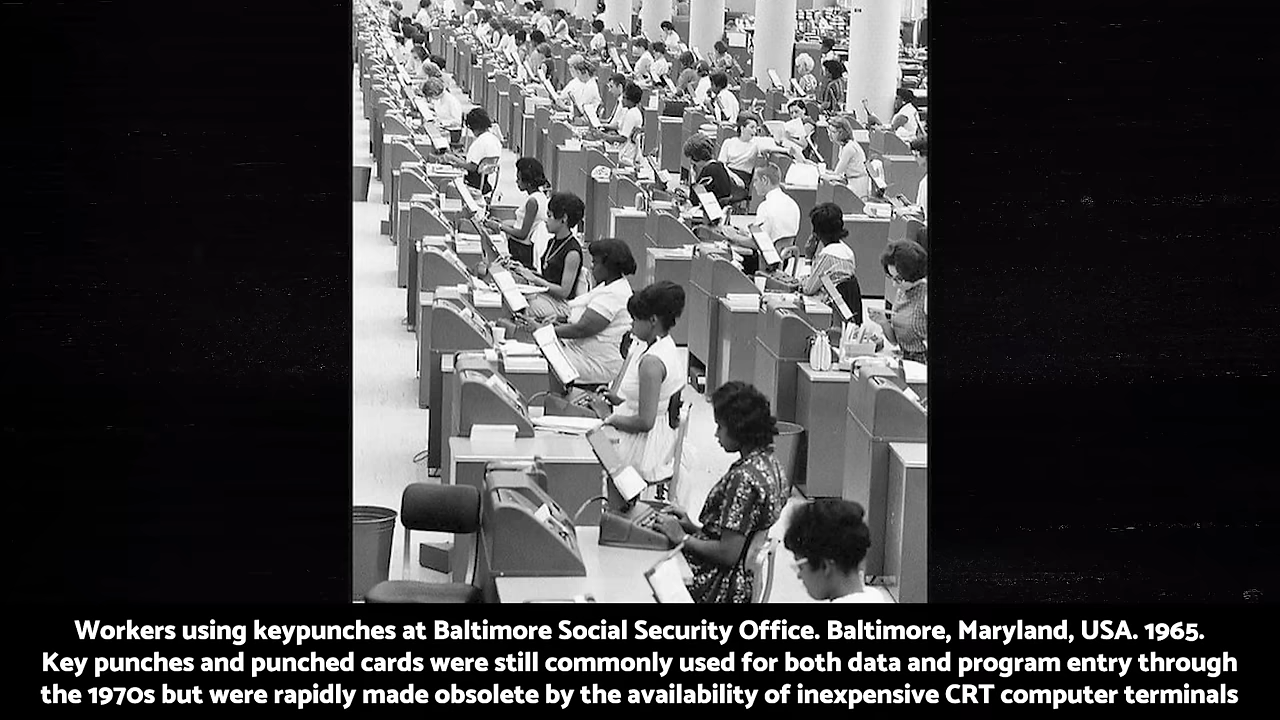 Workers using keypunches at Baltimore Social Security Office. Baltimore, Maryland, USA. 1965.
Key punches and punched cards were still commonly used for both data and program entry through
the 1970s but were rapidly made obsolete by the availability of inexpensive CRT computer terminals